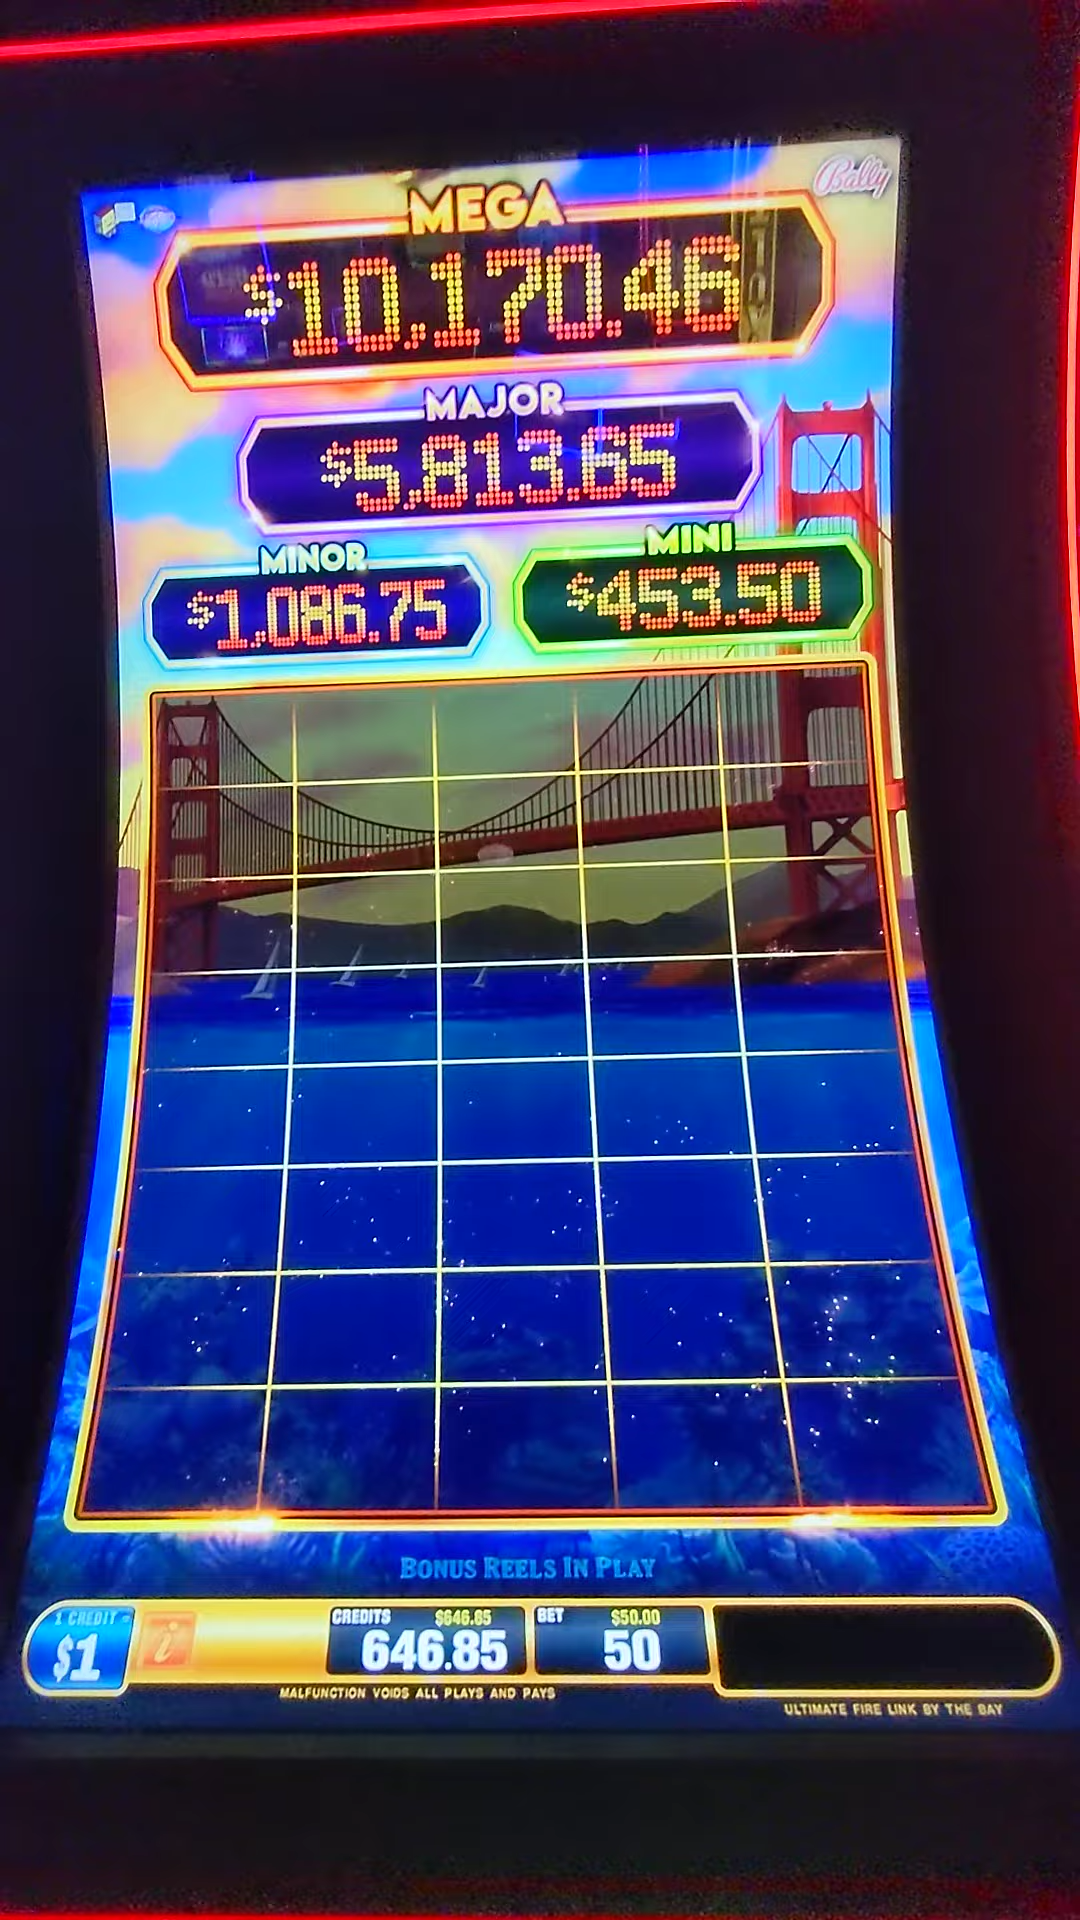 Bally
MEGA
$10,170.46
MAJOR
$5,813.65
MINOR
$1,086.75
MINI
$453.50
BONUS REELS IN PLAY
1 CREDIT =
$1
i
CREDITS $646.85
646.85
BET $50.00
50
MALFUNCTION VOIDS ALL PLAYS AND PAYS
ULTIMATE FIRE LINK BY THE BAY